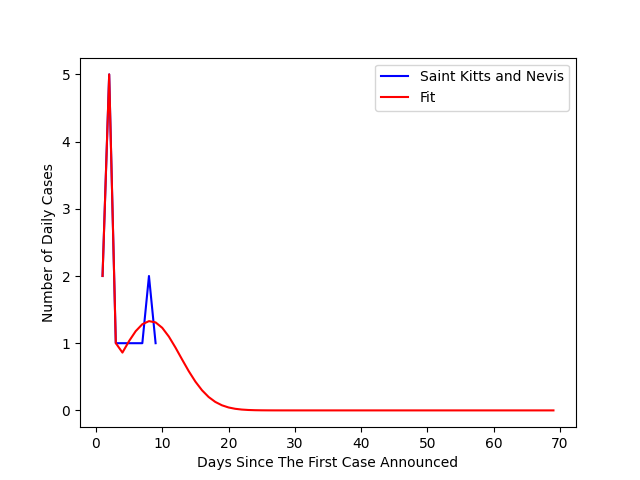 Saint Kitts and Nevis
Fit
Number of Daily Cases
5
4
3
2
1
0
0 10 20 30 40 50 60 70
Days Since The First Case Announced